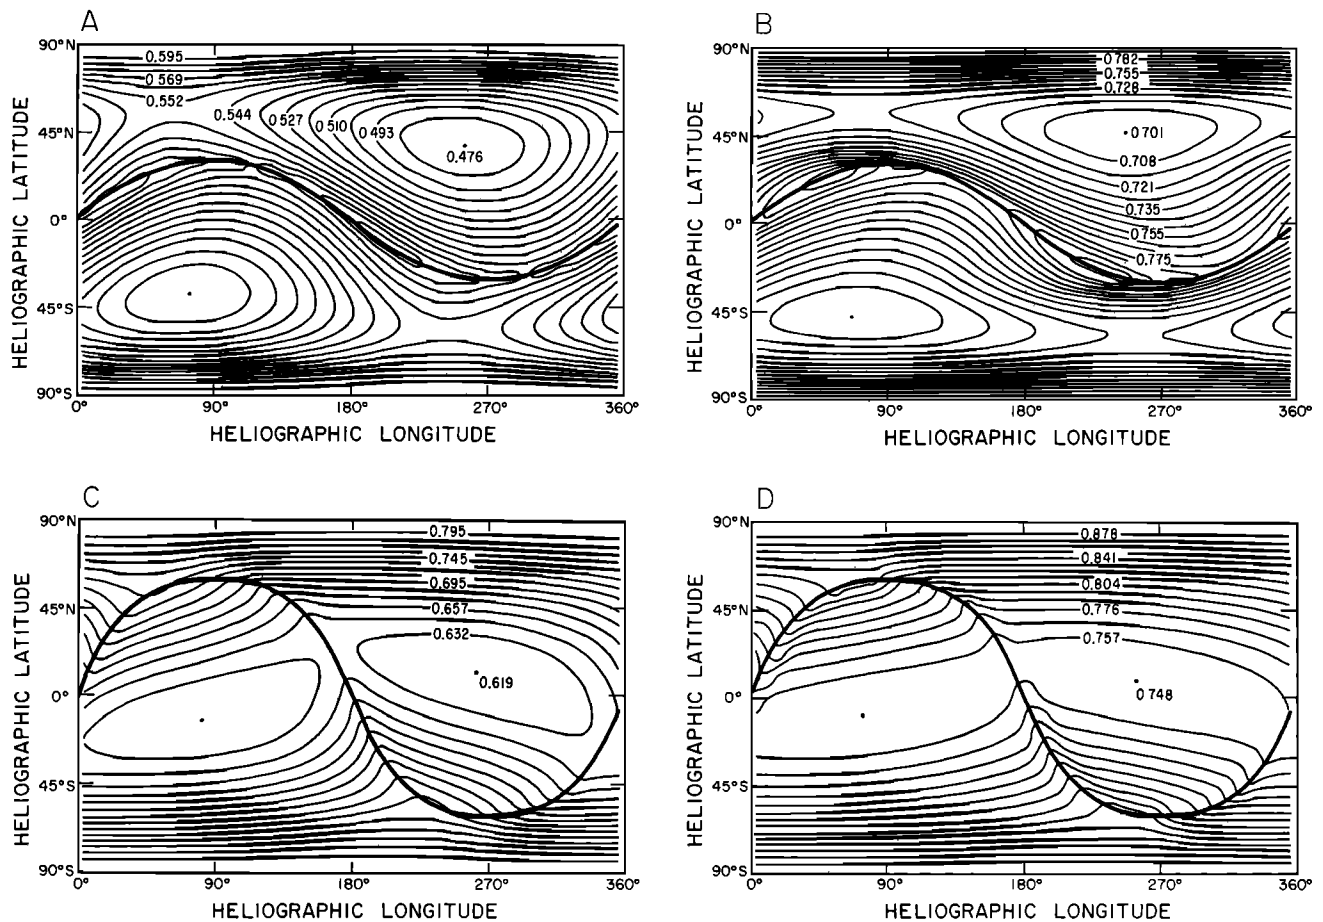 A
90°N
45°N
0°
45°S
90°S
HELIOGRAPHIC LATITUDE
0.595
0.569
0.552
0.544
0.527
0.510
0.493
0.476
0°
90°
180°
270°
360°
HELIOGRAPHIC LONGITUDE
B
90°N
45°N
0°
45°S
90°S
HELIOGRAPHIC LATITUDE
0.782
0.755
0.728
0.701
0.708
0.721
0.735
0.755
0.775
0°
90°
180°
270°
360°
HELIOGRAPHIC LONGITUDE
C
90°N
45°N
0°
45°S
90°S
HELIOGRAPHIC LATITUDE
0.795
0.745
0.695
0.657
0.632
0.619
0°
90°
180°
270°
360°
HELIOGRAPHIC LONGITUDE
D
90°N
45°N
0°
45°S
90°S
HELIOGRAPHIC LATITUDE
0.878
0.841
0.804
0.776
0.757
0.748
0°
90°
180°
270°
360°
HELIOGRAPHIC LONGITUDE